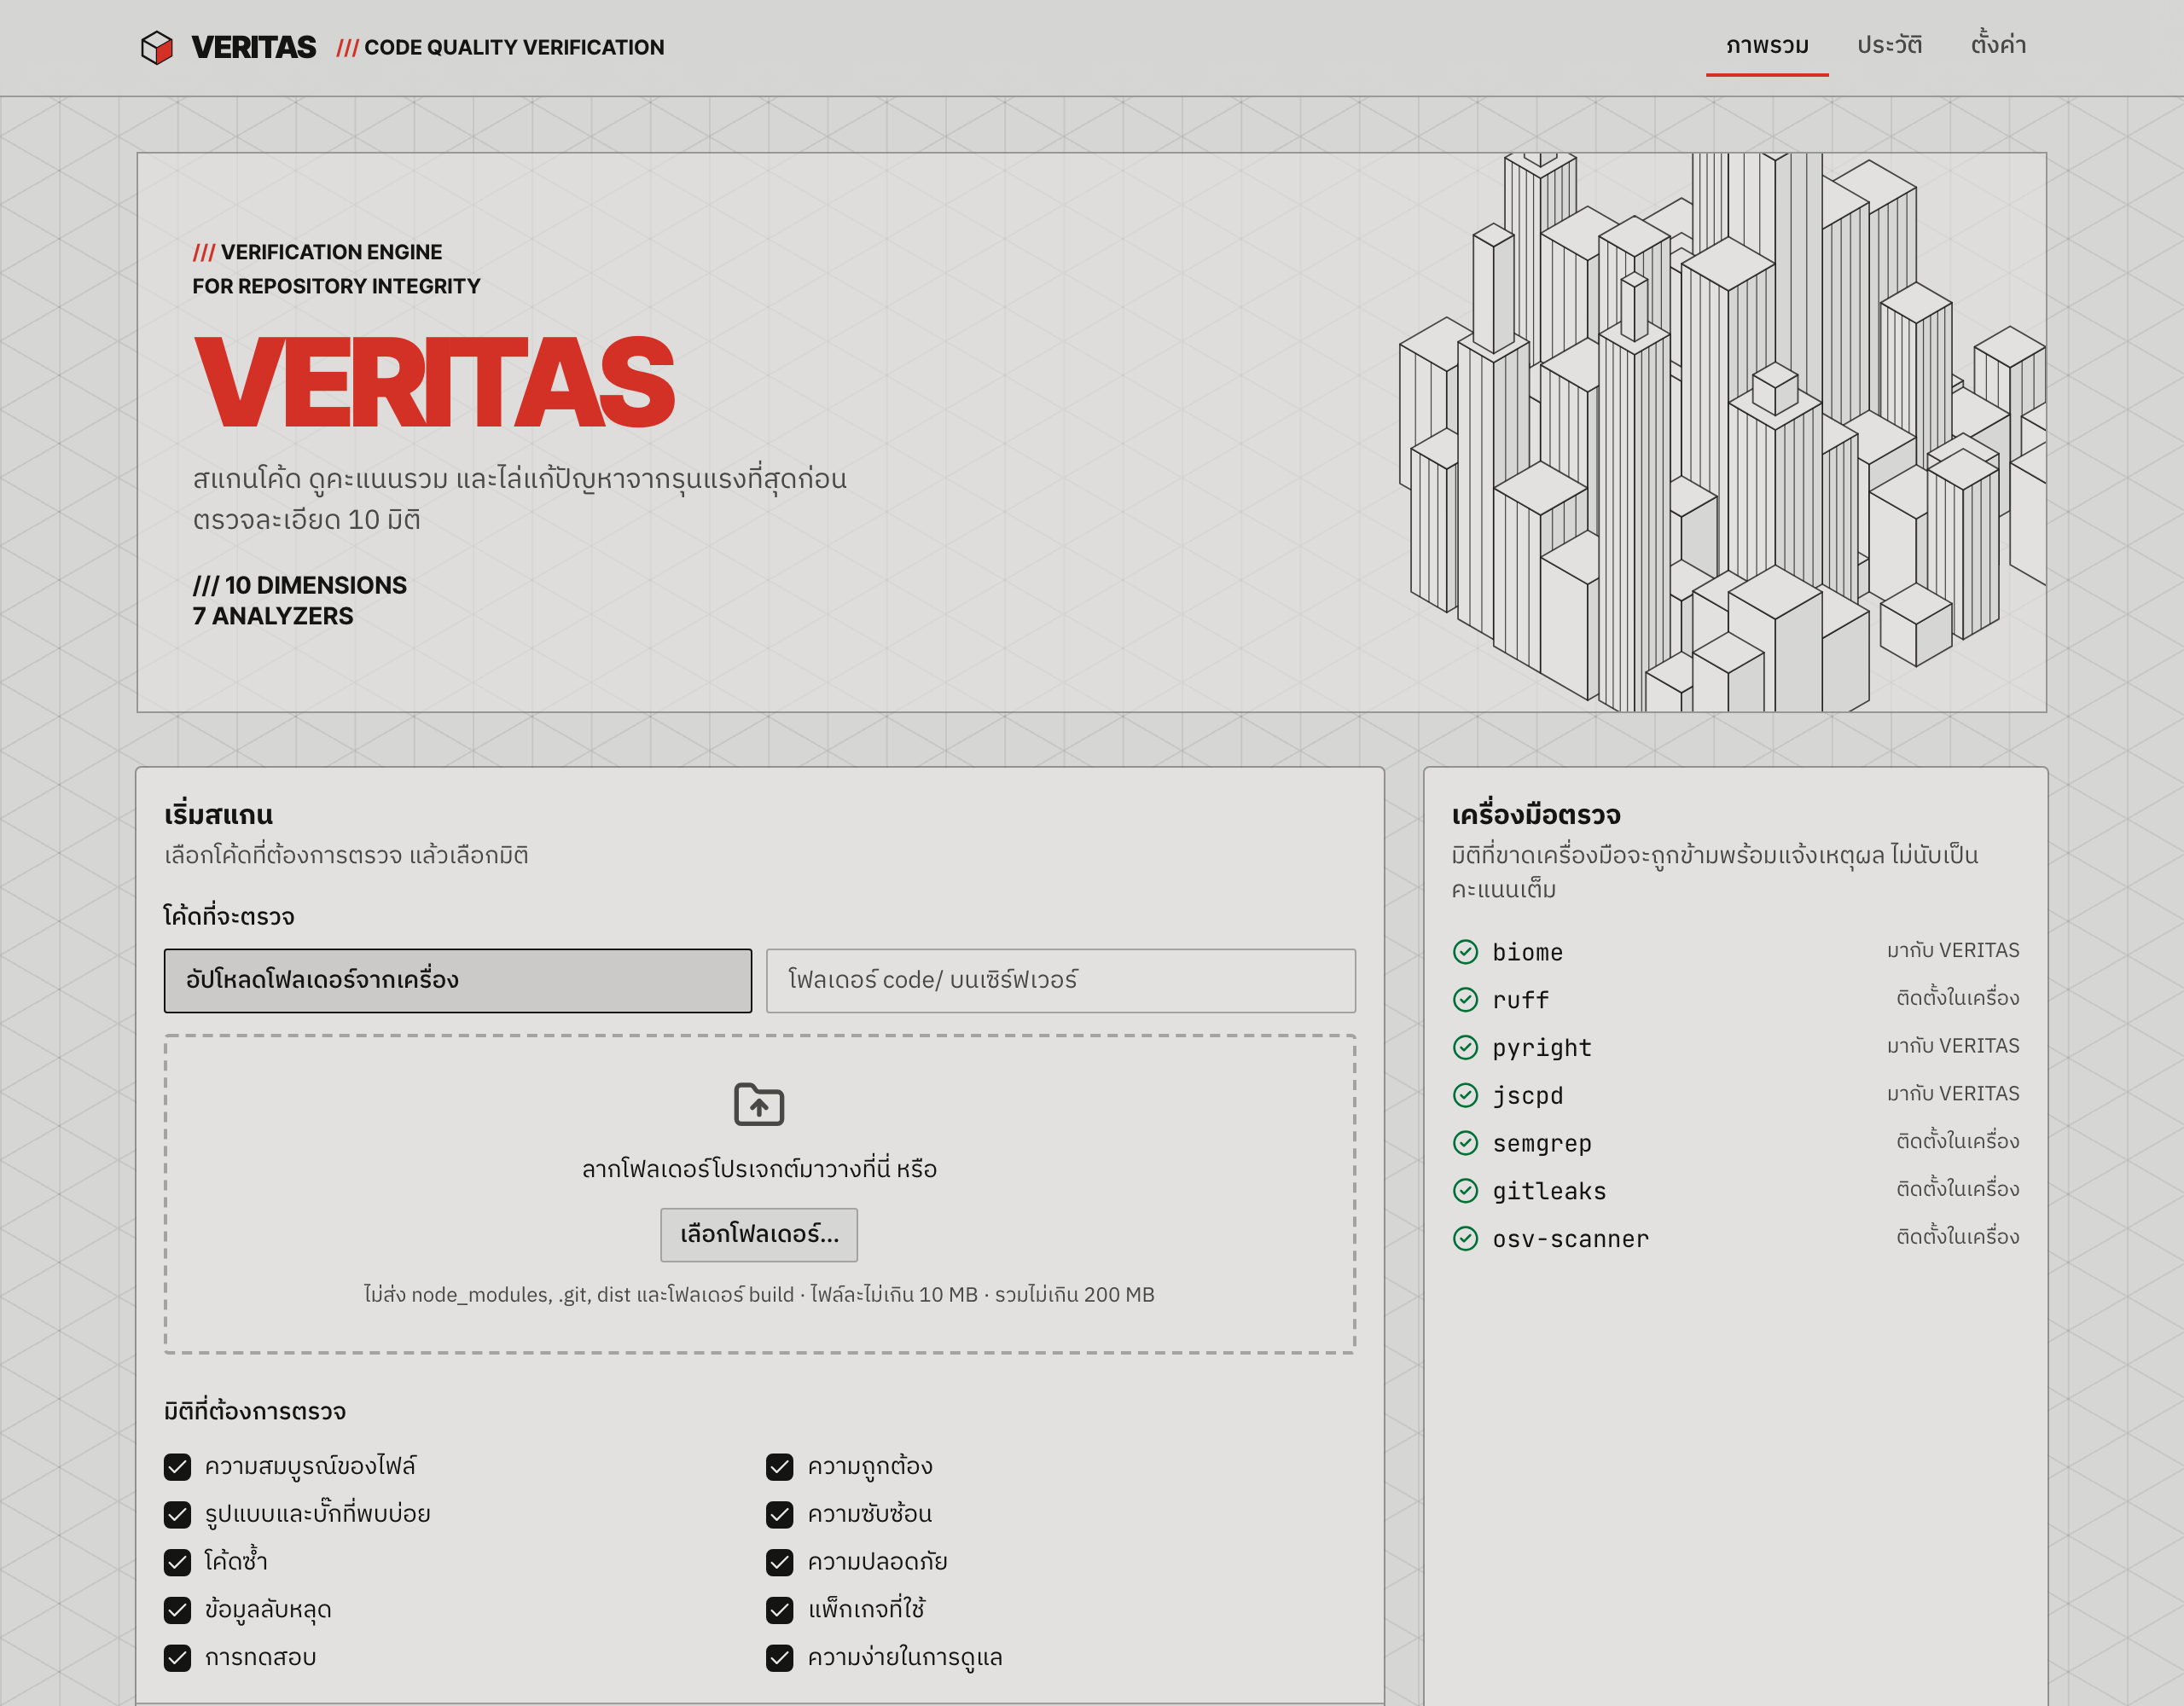 VERITAS /// CODE QUALITY VERIFICATION
ภาพรวม ประวัติ ตั้งค่า
/// VERIFICATION ENGINE
FOR REPOSITORY INTEGRITY
VERITAS
สแกนโค้ด ดูคะแนนรวม และไล่แก้ปัญหาจากรุนแรงที่สุดก่อน
ตรวจละเอียด 10 มิติ
/// 10 DIMENSIONS
7 ANALYZERS
เริ่มสแกน
เลือกโค้ดที่ต้องการตรวจ แล้วเลือกมิติ
โค้ดที่จะตรวจ
อัปโหลดโฟลเดอร์จากเครื่อง
โฟลเดอร์ code/ บนเซิร์ฟเวอร์
ลากโฟลเดอร์โปรเจกต์มาวางที่นี่ หรือ
เลือกโฟลเดอร์...
ไม่ส่ง node_modules, .git, dist และโฟลเดอร์ build · ไฟล์ละไม่เกิน 10 MB · รวมไม่เกิน 200 MB
มิติที่ต้องการตรวจ
ความสมบูรณ์ของไฟล์
ความถูกต้อง
รูปแบบและบั๊กที่พบบ่อย
ความซับซ้อน
โค้ดซ้ำ
ความปลอดภัย
ข้อมูลลับหลุด
แพ็กเกจที่ใช้
การทดสอบ
ความง่ายในการดูแล
เครื่องมือตรวจ
มิติที่ขาดเครื่องมือจะถูกข้ามพร้อมแจ้งเหตุผล ไม่นับเป็น
คะแนนเต็ม
biome มากับ VERITAS
ruff ติดตั้งในเครื่อง
pyright มากับ VERITAS
jscpd มากับ VERITAS
semgrep ติดตั้งในเครื่อง
gitleaks ติดตั้งในเครื่อง
osv-scanner ติดตั้งในเครื่อง